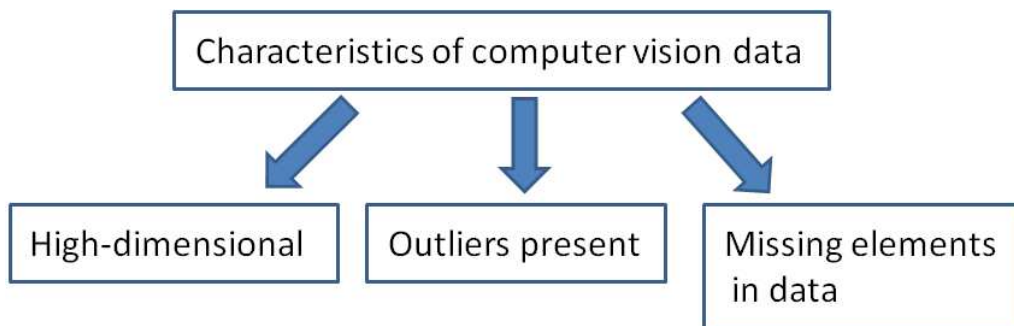 Characteristics of computer vision data
High-dimensional
Outliers present
Missing elements
in data